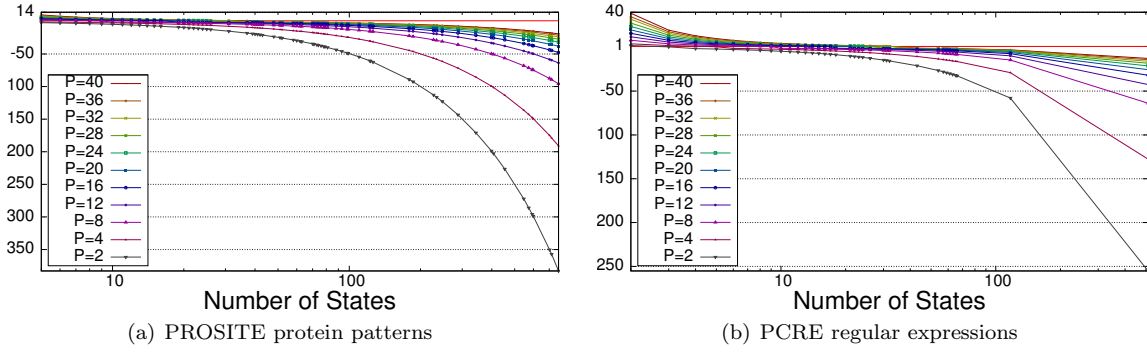 14
-50
100
150
200
250
300
350
P=40
P=36
P=32
P=28
P=24
P=20
P=16
P=12
P=8
P=4
P=2
10
100
Number of States
(a) PROSITE protein patterns
40
1
-50
100
150
200
250
P=40
P=36
P=32
P=28
P=24
P=20
P=16
P=12
P=8
P=4
P=2
10
100
Number of States
(b) PCRE regular expressions